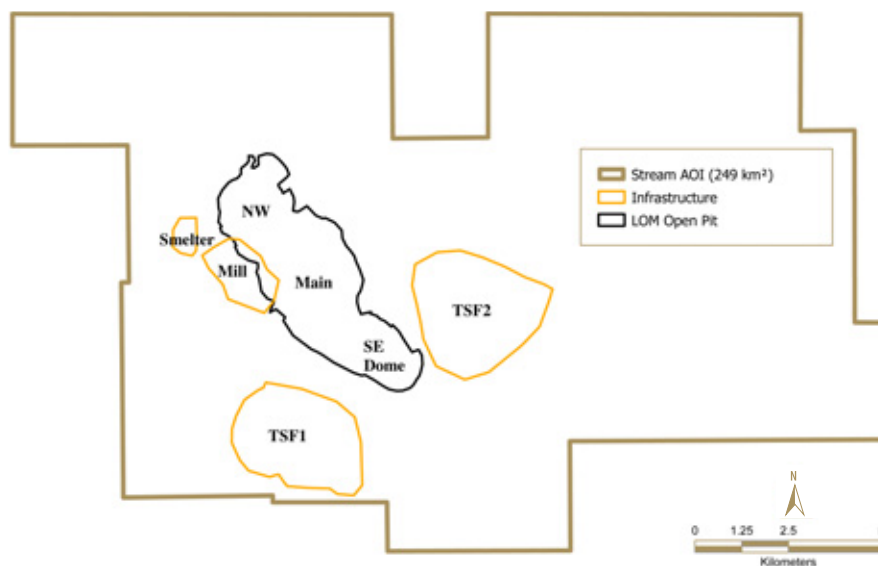 Stream AOI (249 km²)
Infrastructure
LOM Open Pit
NW
Smelter
Mill
Main
TSF2
SE
Dome
TSF1
N
0 1.25 2.5
Kilometers